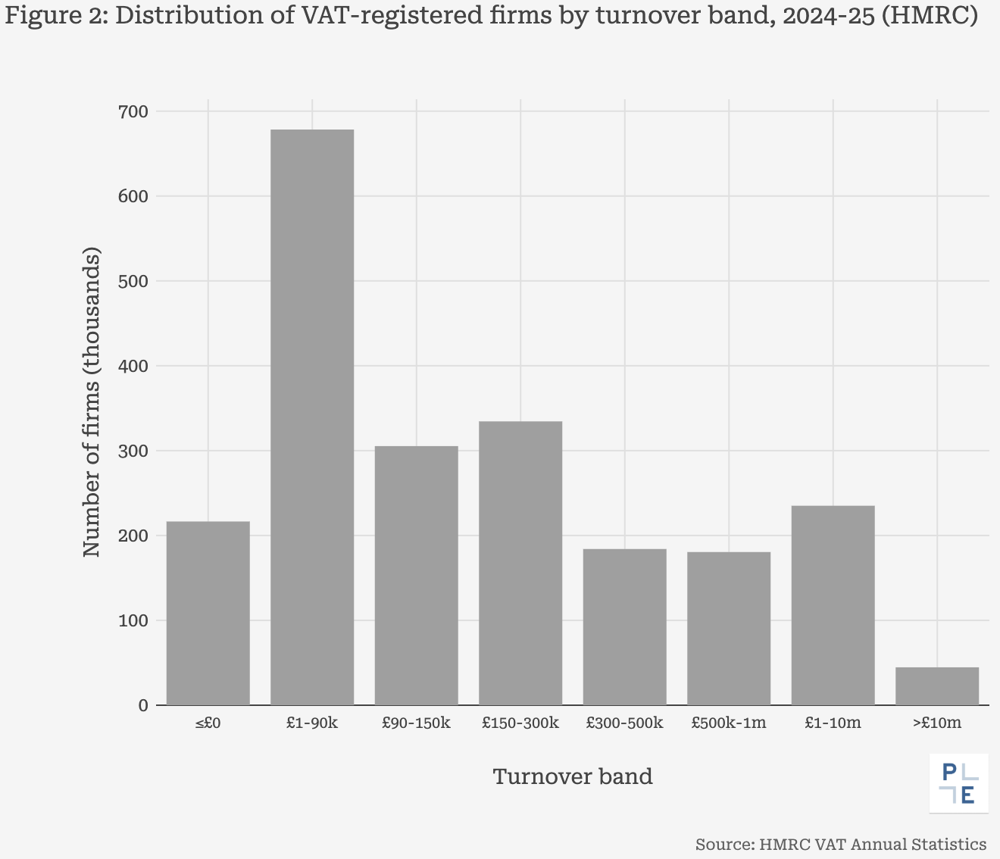 Figure 2: Distribution of VAT-registered firms by turnover band, 2024-25 (HMRC)
Number of firms (thousands)
700
600
500
400
300
200
100
0
≤£0 £1-90k £90-150k £150-300k £300-500k £500k-1m £1-10m >£10m
Turnover band
P
E
Source: HMRC VAT Annual Statistics